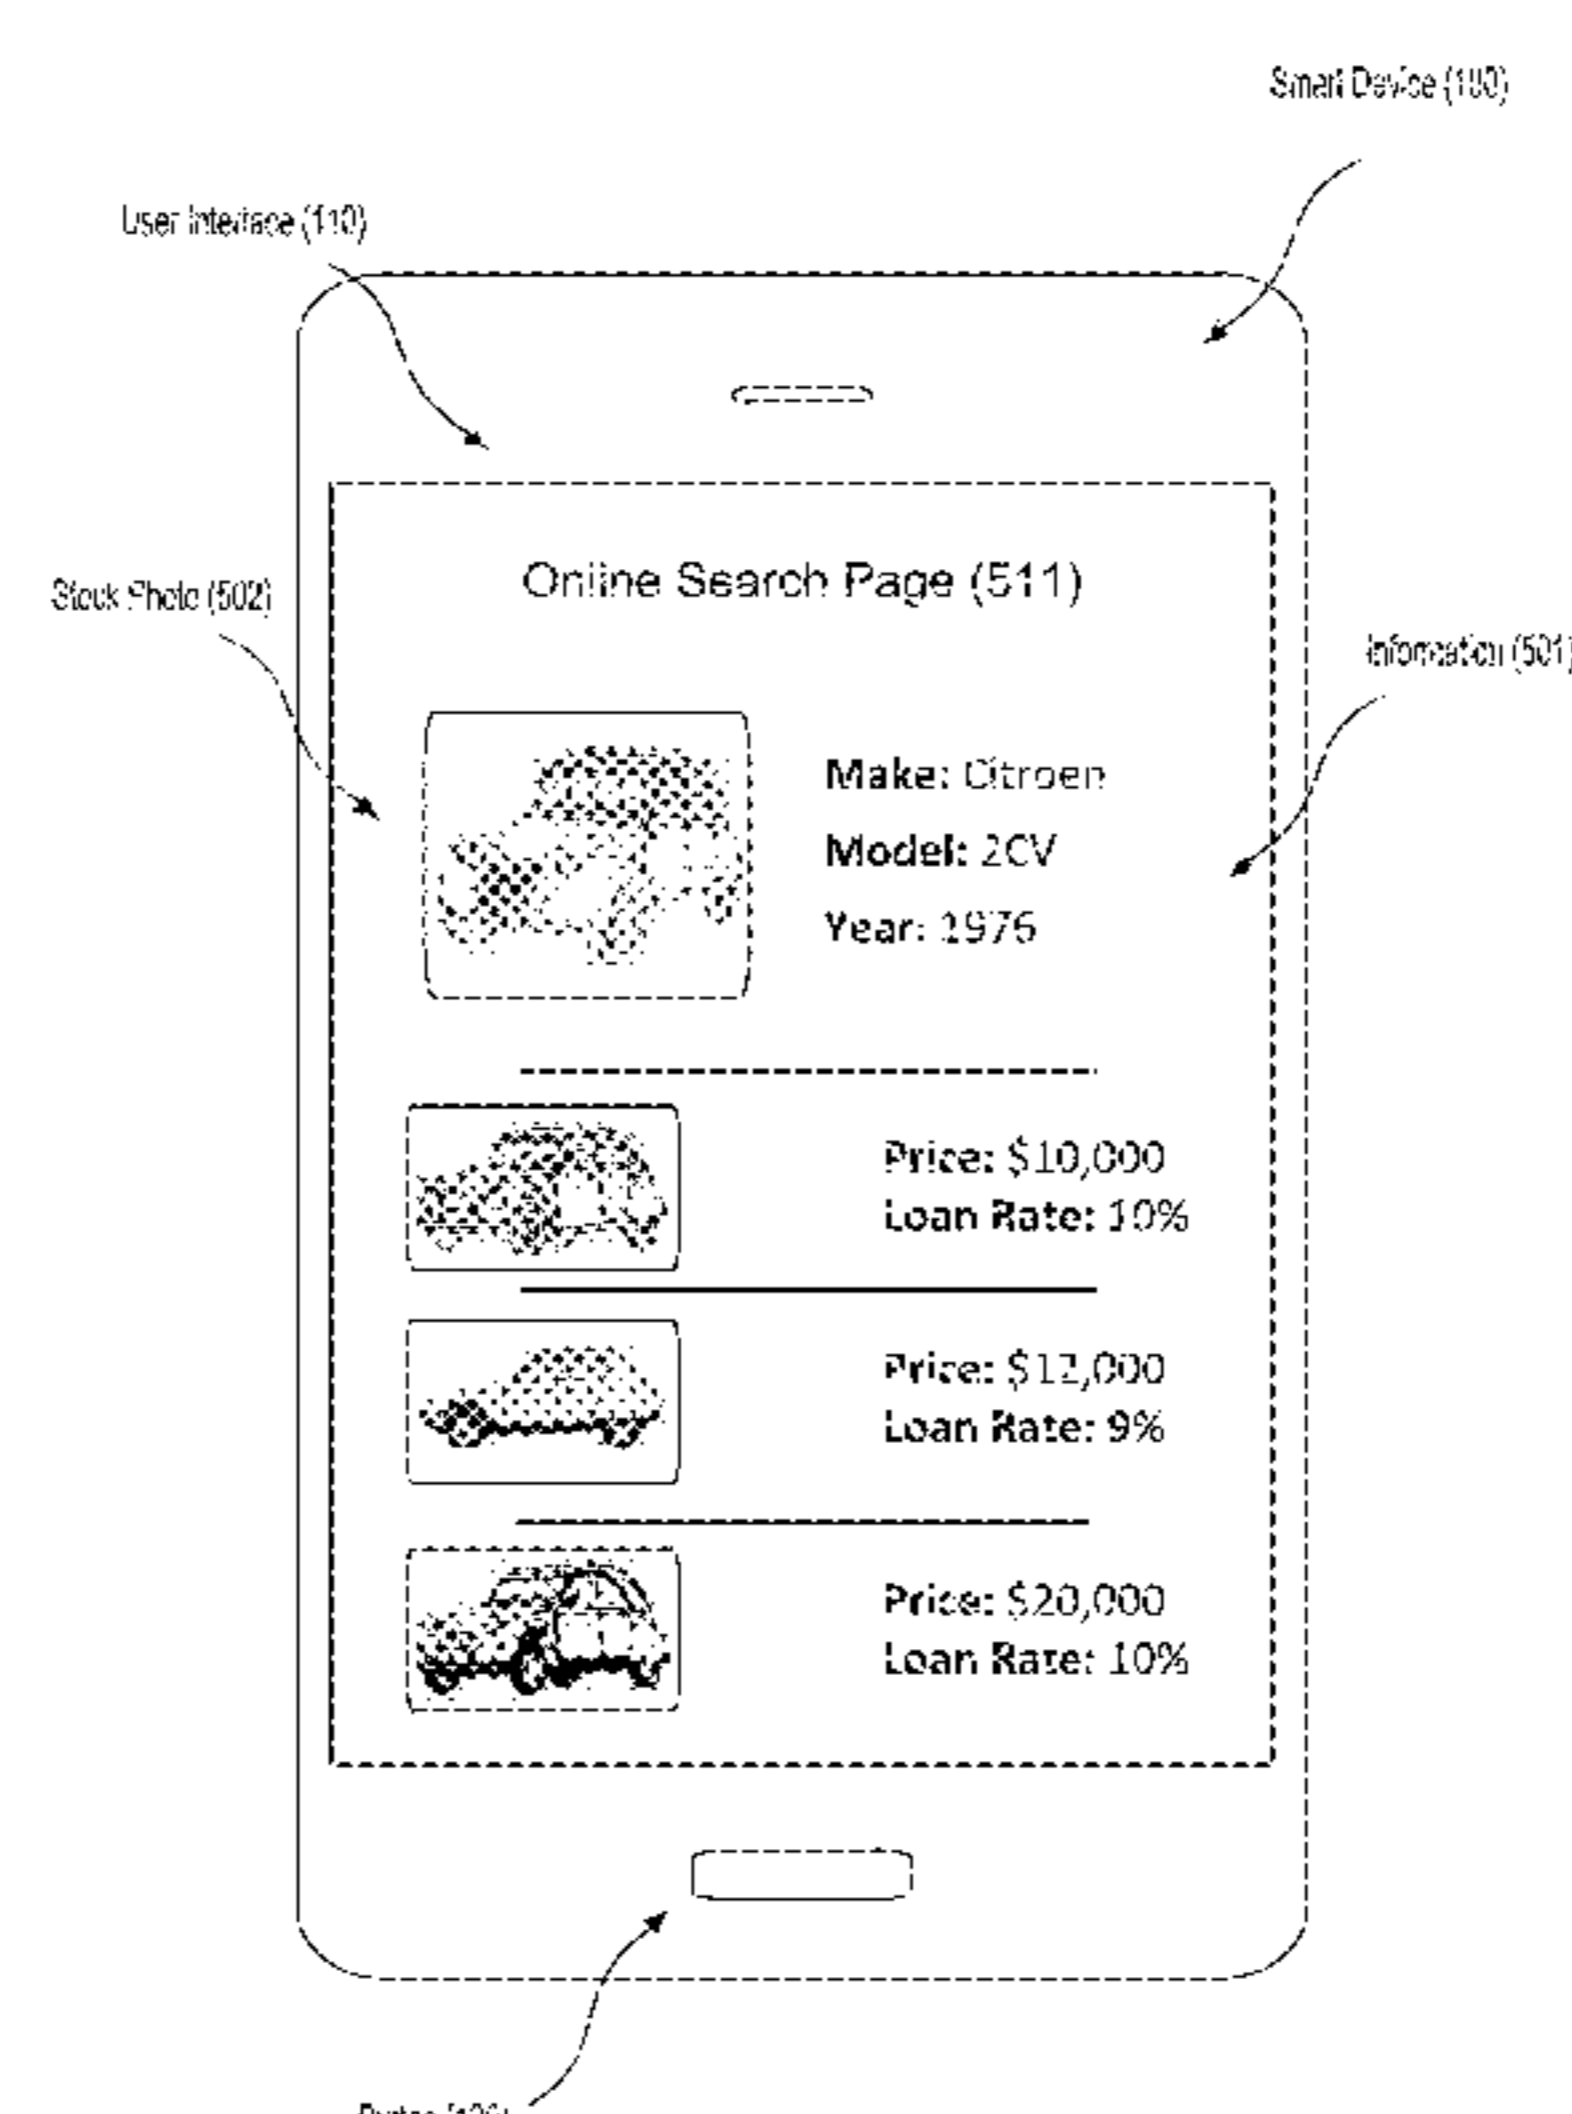 Smart Device (100)
User Interface (110)
Online Search Page (511)
Stock Photo (502)
Information (501)
Make: Citroen
Model: 2CV
Year: 1976
Price: $10,000
Loan Rate: 10%
Price: $12,000
Loan Rate: 9%
Price: $20,000
Loan Rate: 10%